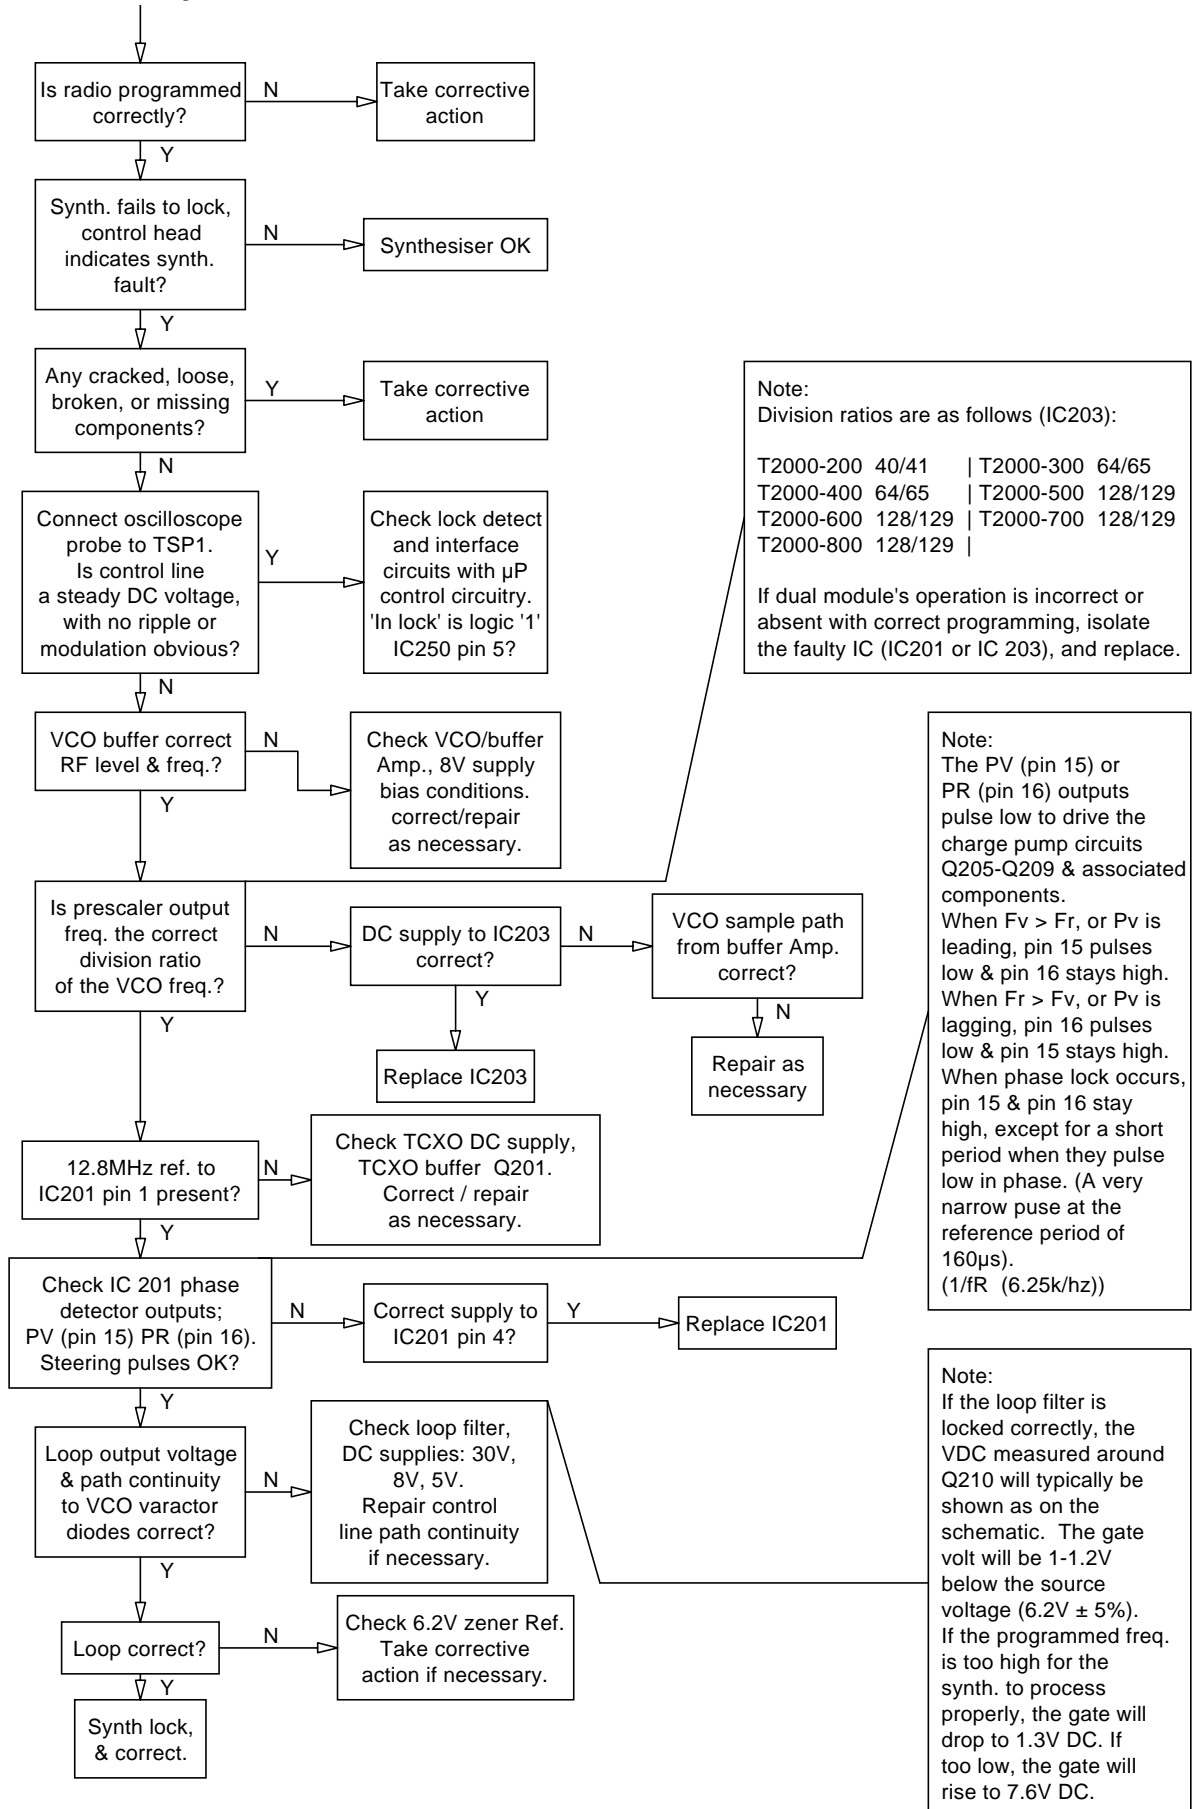 Is radio programmed
correctly?
N
Take corrective
action
Y
Synth. fails to lock,
control head
indicates synth.
fault?
N
Synthesiser OK
Y
Any cracked, loose,
broken, or missing
components?
Y
Take corrective
action
N
Connect oscilloscope
probe to TSP1.
Is control line
a steady DC voltage,
with no ripple or
modulation obvious?
Y
Check lock detect
and interface
circuits with µP
control circuitry.
'In lock' is logic '1'
IC250 pin 5?
N
Note:
Division ratios are as follows (IC203):
T2000-200 40/41 | T2000-300 64/65
T2000-400 64/65 | T2000-500 128/129
T2000-600 128/129 | T2000-700 128/129
T2000-800 128/129 |
If dual module's operation is incorrect or
absent with correct programming, isolate
the faulty IC (IC201 or IC 203), and replace.
VCO buffer correct
RF level & freq.?
N
Check VCO/buffer
Amp., 8V supply
bias conditions.
correct/repair
as necessary.
Y
Is prescaler output
freq. the correct
division ratio
of the VCO freq.?
N
DC supply to IC203
correct?
N
VCO sample path
from buffer Amp.
correct?
Y
Y
N
Replace IC203
Repair as
necessary
Note:
The PV (pin 15) or
PR (pin 16) outputs
pulse low to drive the
charge pump circuits
Q205-Q209 & associated
components.
When Fv > Fr, or Pv is
leading, pin 15 pulses
low & pin 16 stays high.
When Fr > Fv, or Pv is
lagging, pin 16 pulses
low & pin 15 stays high.
When phase lock occurs,
pin 15 & pin 16 stay
high, except for a short
period when they pulse
low in phase. (A very
narrow puse at the
reference period of
160µs).
(1/fR (6.25k/hz))
12.8MHz ref. to
IC201 pin 1 present?
N
Check TCXO DC supply,
TCXO buffer Q201.
Correct / repair
as necessary.
Y
Check IC 201 phase
detector outputs;
PV (pin 15) PR (pin 16).
Steering pulses OK?
N
Correct supply to
IC201 pin 4?
Y
Replace IC201
Y
Loop output voltage
& path continuity
to VCO varactor
diodes correct?
N
Check loop filter,
DC supplies: 30V,
8V, 5V.
Repair control
line path continuity
if necessary.
Y
Note:
If the loop filter is
locked correctly, the
VDC measured around
Q210 will typically be
shown as on the
schematic. The gate
volt will be 1-1.2V
below the source
voltage (6.2V ± 5%).
If the programmed freq.
is too high for the
synth. to process
properly, the gate will
drop to 1.3V DC. If
too low, the gate will
rise to 7.6V DC.
Loop correct?
N
Check 6.2V zener Ref.
Take corrective
action if necessary.
Y
Synth lock,
& correct.